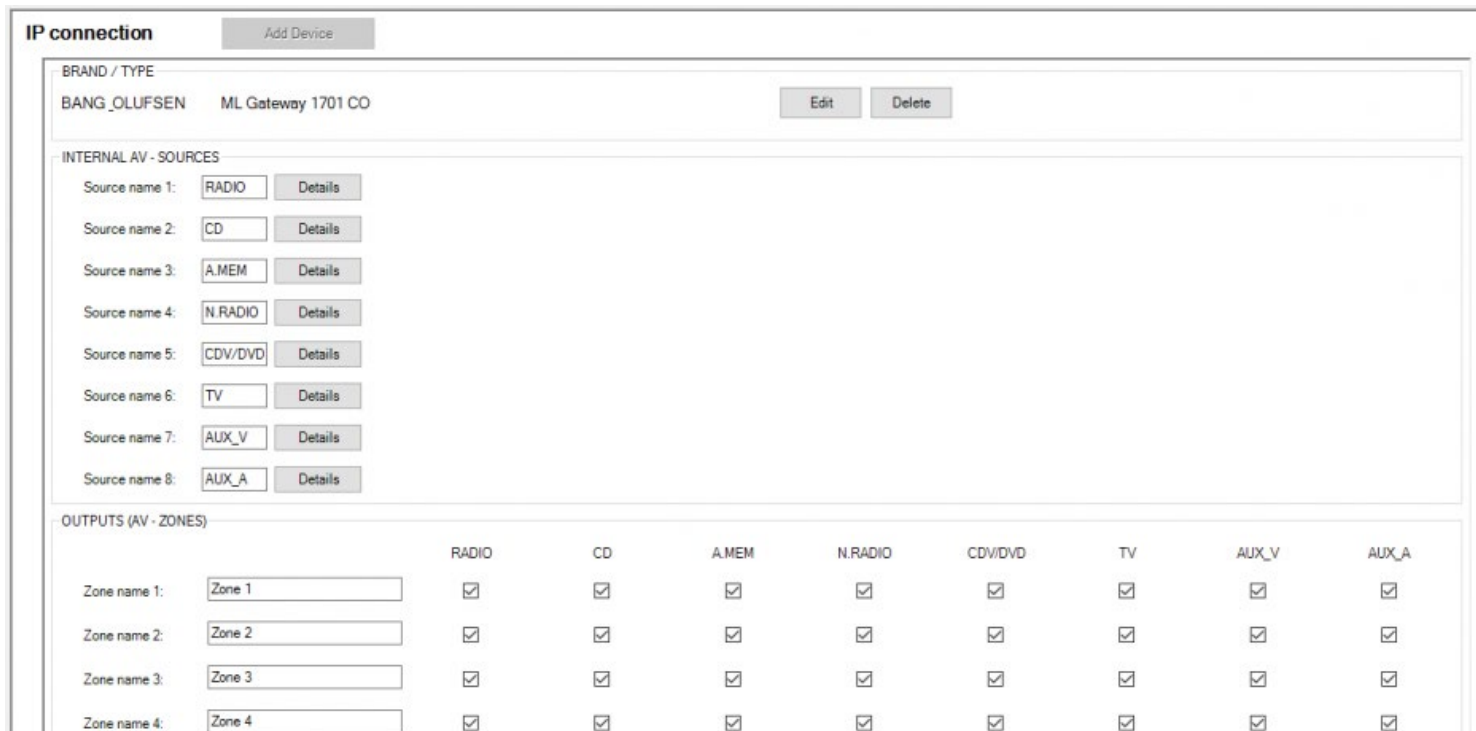 IP connection Add Device
BRAND / TYPE
BANG_OLUFSEN ML Gateway 1701 CO Edit Delete
INTERNAL AV - SOURCES
Source name 1: RADIO Details
Source name 2: CD Details
Source name 3: A.MEM Details
Source name 4: N.RADIO Details
Source name 5: CDV/DVD Details
Source name 6: TV Details
Source name 7: AUX_V Details
Source name 8: AUX_A Details
OUTPUTS (AV - ZONES)
RADIO CD A.MEM N.RADIO CDV/DVD TV AUX_V AUX_A
Zone name 1: Zone 1
Zone name 2: Zone 2
Zone name 3: Zone 3
Zone name 4: Zone 4